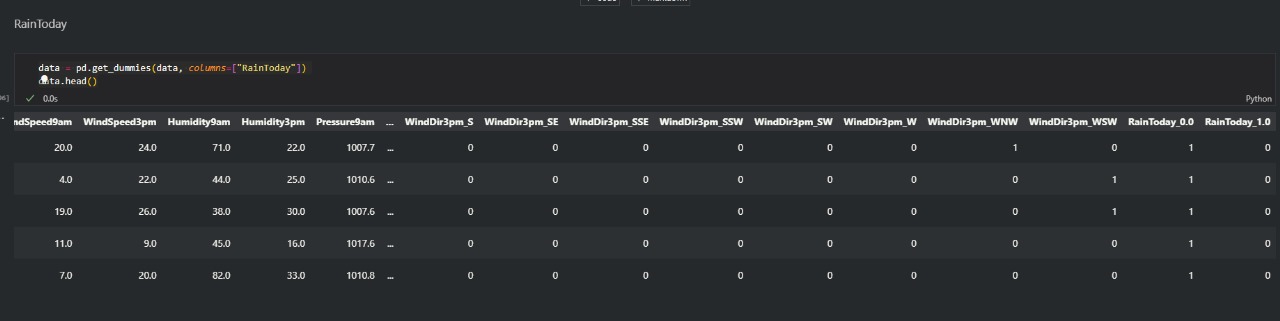 RainToday
data = pd.get_dummies(data, columns=["RainToday"])
data.head()
0.0s
Python
ndSpeed9am WindSpeed3pm Humidity9am Humidity3pm Pressure9am ... WindDir3pm_S WindDir3pm_SE WindDir3pm_SSE WindDir3pm_SSW WindDir3pm_SW WindDir3pm_W WindDir3pm_WNW WindDir3pm_WSW RainToday_0.0 RainToday_1.0
20.0 24.0 71.0 22.0 1007.7 ... 0 0 0 0 0 0 1 0 1 0
4.0 22.0 44.0 25.0 1010.6 ... 0 0 0 0 0 0 0 1 1 0
19.0 26.0 38.0 30.0 1007.6 ... 0 0 0 0 0 0 0 1 1 0
11.0 9.0 45.0 16.0 1017.6 ... 0 0 0 0 0 0 0 0 1 0
7.0 20.0 82.0 33.0 1010.8 ... 0 0 0 0 0 0 0 0 1 0